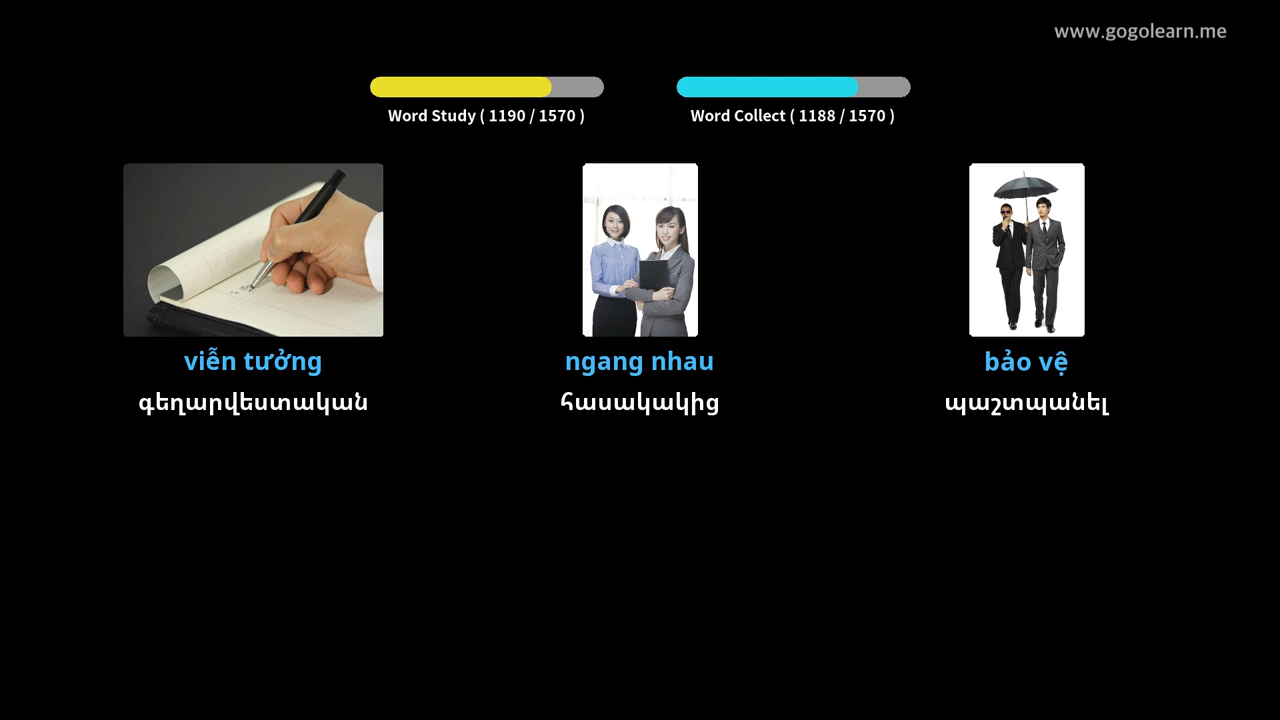 www.gogolearn.me
Word Study ( 1190 / 1570 )
Word Collect ( 1188 / 1570 )
viễn tưởng
ngang nhau
bảo vệ
գեղարվեստական
հասակակից
պաշտպանել